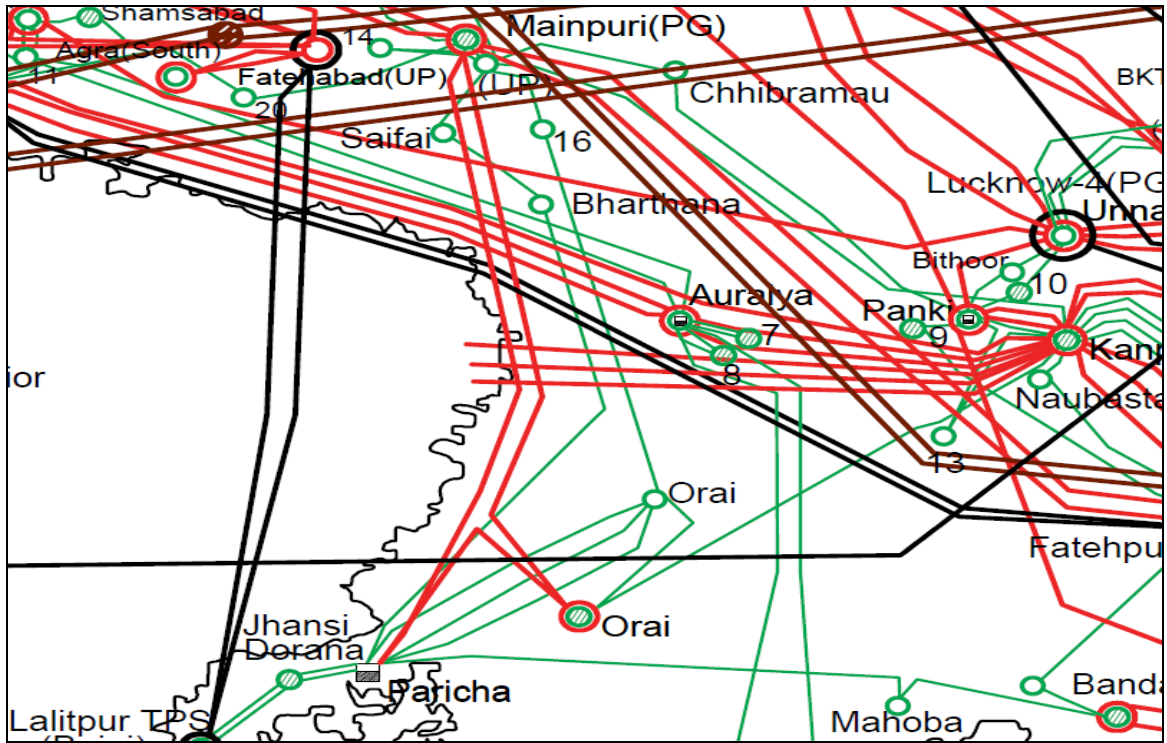 Shamsabad
Mainpuri(PG)
14
Agra(South)
11
Fatehabad(UP)
(UP)
BKT
Chhibramau
20
Saifai
16
Lucknow-4(PG
Bharthana
Unna
Bithoor
10
Auraiya
Panki
7
9
Kanp
8
ior
Naubasta
13
Orai
Fatehpu
Jhansi
Orai
Dorana
Paricha
Banda
Lalitpur TPS
Mahoba